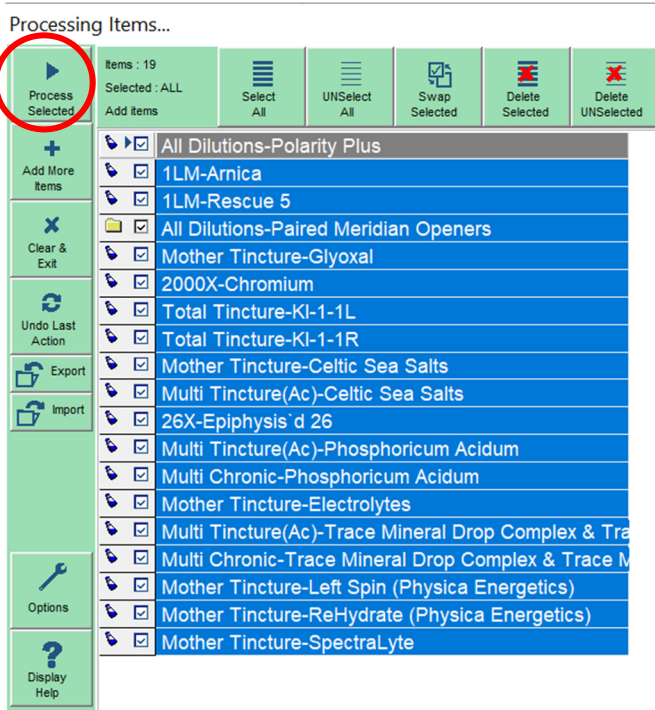 Processing Items...
Process
Selected
Items : 19
Selected : ALL
Add items
Select
All
UNSelect
All
Swap
Selected
Delete
Selected
Delete
UNSelected
Add More
Items
Clear &
Exit
Undo Last
Action
Export
Import
Options
Display
Help
All Dilutions-Polarity Plus
1LM-Arnica
1LM-Rescue 5
All Dilutions-Paired Meridian Openers
Mother Tincture-Glyoxal
2000X-Chromium
Total Tincture-KI-1-1L
Total Tincture-KI-1-1R
Mother Tincture-Celtic Sea Salts
Multi Tincture(Ac)-Celtic Sea Salts
26X-Epiphysis`d 26
Multi Tincture(Ac)-Phosphoricum Acidum
Multi Chronic-Phosphoricum Acidum
Mother Tincture-Electrolytes
Multi Tincture(Ac)-Trace Mineral Drop Complex & Tra
Multi Chronic-Trace Mineral Drop Complex & Trace M
Mother Tincture-Left Spin (Physica Energetics)
Mother Tincture-ReHydrate (Physica Energetics)
Mother Tincture-SpectraLyte